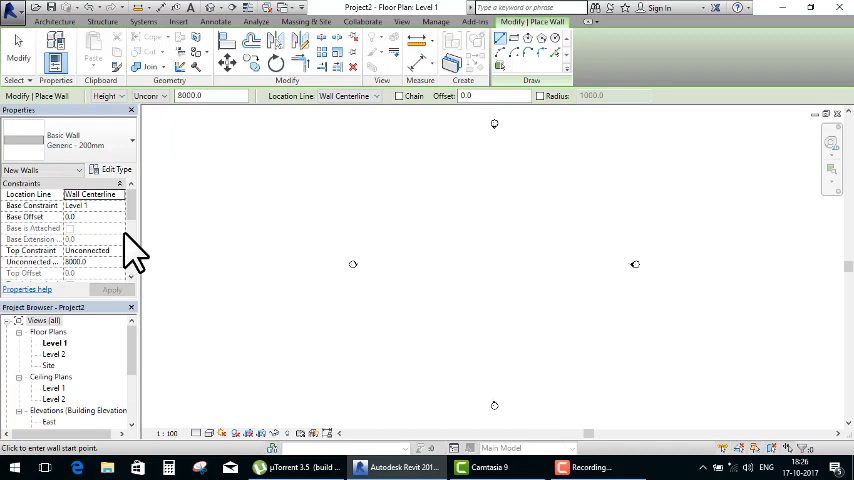 Project2 - Floor Plan: Level 1
Type a keyword or phrase
Sign In
Architecture Structure Systems Insert Annotate Analyze Massing & Site Collaborate View Manage Add-Ins Modify | Place Wall
Modify
Paste
Cope
Cut
Join
Select Properties Clipboard Geometry Modify View Measure Create Draw
Modify | Place Wall Height Uncon 8000.0 Location Line: Wall Centerline Chain Offset: 0.0 Radius: 1000.0
Properties
Basic Wall
Generic - 200mm
New Walls Edit Type
Constraints
Location Line Wall Centerline
Base Constraint Level 1
Base Offset 0.0
Base is Attached
Base Extension ... 0.0
Top Constraint Unconnected
Unconnected ... 8000.0
Top Offset 0.0
Properties help Apply
Project Browser - Project2
Views (all)
Floor Plans
Level 1
Level 2
Site
Ceiling Plans
Level 1
Level 2
Elevations (Building Elevation
East
1 : 100
Click to enter wall start point.
:0
Main Model
:0
µTorrent 3.5 (build ... Autodesk Revit 201... Camtasia 9 Recording...
ENG
18:26
17-10-2017